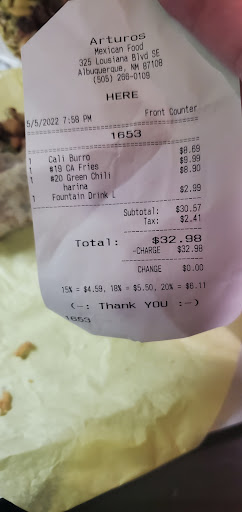 Arturos
Mexican Food
325 Lousiana Blvd SE
Albuquerque, NM 87108
(505) 266-0109
HERE
5/5/2022 7:58 PM Front Counter
1653
1 Cali Burro $8.69
1 #19 CA Fries $9.99
1 #20 Green Chili $8.90
harina
1 Fountain Drink L $2.99
Subtotal: $30.57
Tax: $2.41
Total: $32.98
-CHARGE $32.98
CHANGE $0.00
15% = $4.59, 18% = $5.50, 20% = $6.11
(-: Thank YOU :-)
1653